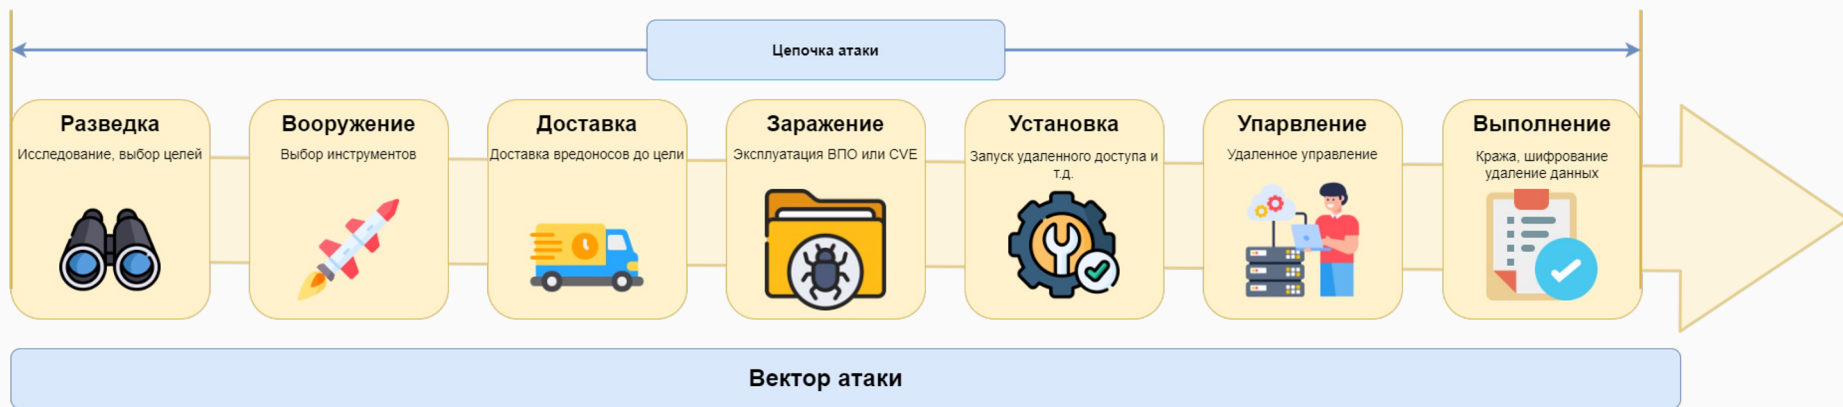 Цепочка атаки
Разведка
Исследование, выбор целей
Вооружение
Выбор инструментов
Доставка
Доставка вредоносов до цели
Заражение
Эксплуатация ВПО или CVE
Установка
Запуск удаленного доступа и
т.д.
Упарвление
Удаленное управление
Выполнение
Кража, шифрование
удаление данных
Вектор атаки